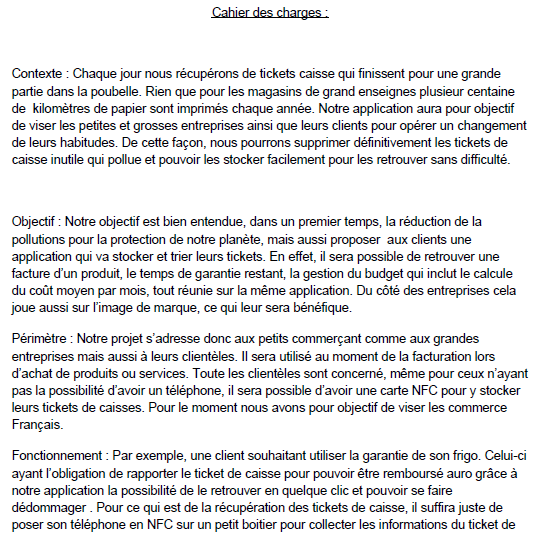 Cahier des charges :
Contexte : Chaque jour nous récupérons de tickets caisse qui finissent pour une grande
partie dans la poubelle. Rien que pour les magasins de grand enseignes plusieur centaine
de  kilomètres de papier sont imprimés chaque année. Notre application aura pour objectif
de viser les petites et grosses entreprises ainsi que leurs clients pour opérer un changement
de leurs habitudes. De cette façon, nous pourrons supprimer définitivement les tickets de
caisse inutile qui pollue et pouvoir les stocker facilement pour les retrouver sans difficulté.
Objectif : Notre objectif est bien entendue, dans un premier temps, la réduction de la
pollutions pour la protection de notre planète, mais aussi proposer  aux clients une
application qui va stocker et trier leurs tickets. En effet, il sera possible de retrouver une
facture d'un produit, le temps de garantie restant, la gestion du budget qui inclut le calcule
du coût moyen par mois, tout réunie sur la même application. Du côté des entreprises cela
joue aussi sur l'image de marque, ce qui leur sera bénéfique.
Périmètre : Notre projet s'adresse donc aux petits commerçant comme aux grandes
entreprises mais aussi à leurs clientèles. Il sera utilisé au moment de la facturation lors
d'achat de produits ou services. Toute les clientèles sont concerné, même pour ceux n'ayant
pas la possibilité d'avoir un téléphone, il sera possible d'avoir une carte NFC pour y stocker
leurs tickets de caisses. Pour le moment nous avons pour objectif de viser les commerce
Français.
Fonctionnement : Par exemple, une client souhaitant utiliser la garantie de son frigo. Celui-ci
ayant l'obligation de rapporter le ticket de caisse pour pouvoir être remboursé auro grâce à
notre application la possibilité de le retrouver en quelque clic et pouvoir se faire
dédommager . Pour ce qui est de la récupération des tickets de caisse, il suffira juste de
poser son téléphone en NFC sur un petit boitier pour collecter les informations du ticket de